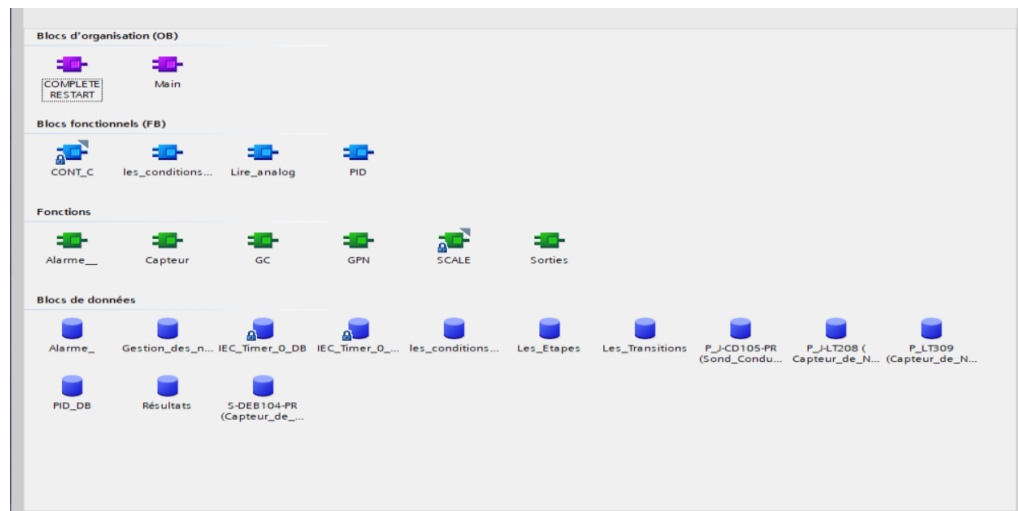 Blocs d'organisation (OB)
COMPLETE
RESTART
Main
Blocs fonctionnels (FB)
CONT_C
les_conditions...
Lire_analog
PID
Fonctions
Alarme__
Capteur
GC
GPN
SCALE
Sorties
Blocs de données
Alarme_
Gestion_des_n...
IEC_Timer_0_DB
IEC_Timer_0_...
les_conditions...
Les_Etapes
Les_Transitions
P_J-CD105-PR
(Sond_Condu...
P_J-LT208 (
Capteur_de_N...
P_LT309
(Capteur_de_N...
PID_DB
Résultats
S-DEB104-PR
(Capteur_de_...